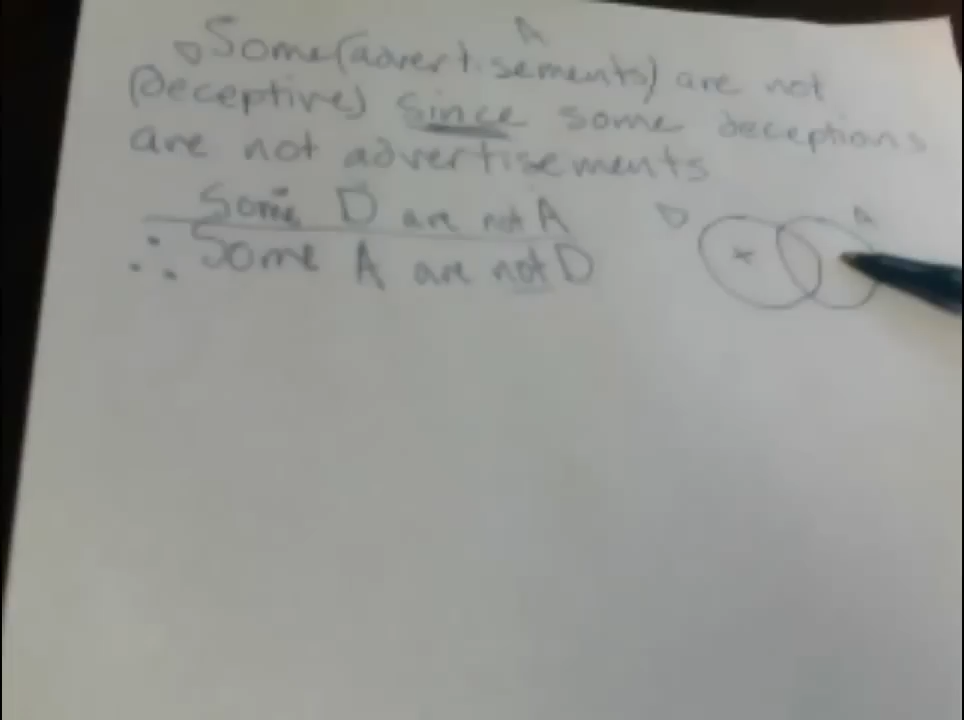 A
Some (advertisements) are not
(Deceptive) since some deceptions
are not advertisements
Some D are not A
∴ Some A are not D
D A
x